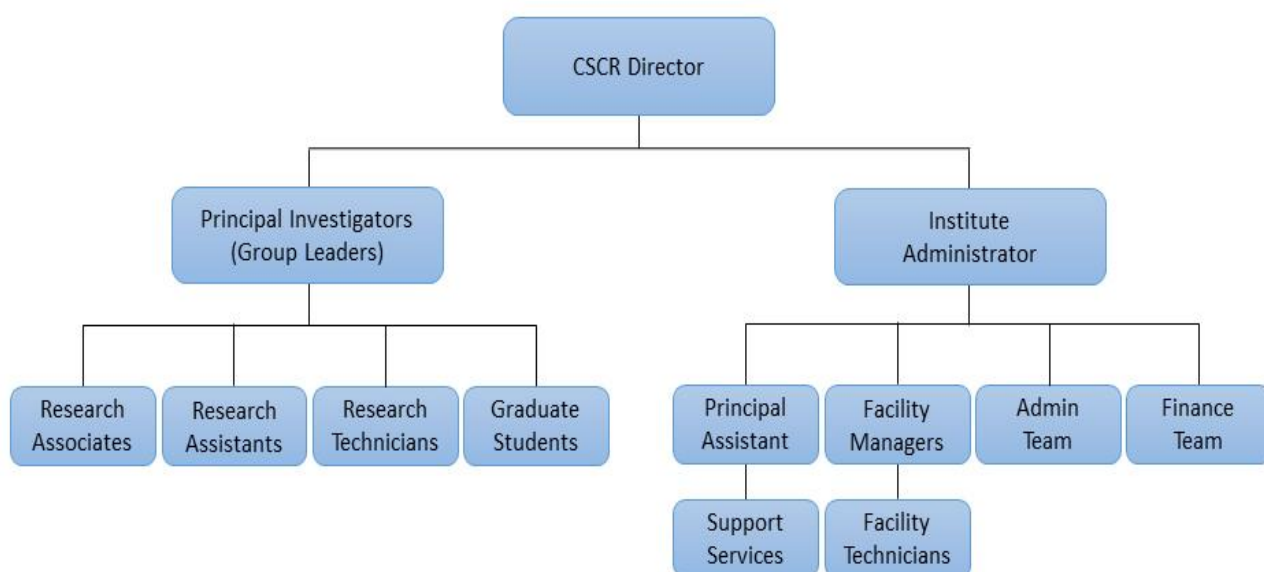 CSCR Director
Principal Investigators
(Group Leaders)
Institute
Administrator
Research
Associates
Research
Assistants
Research
Technicians
Graduate
Students
Principal
Assistant
Facility
Managers
Admin
Team
Finance
Team
Support
Services
Facility
Technicians